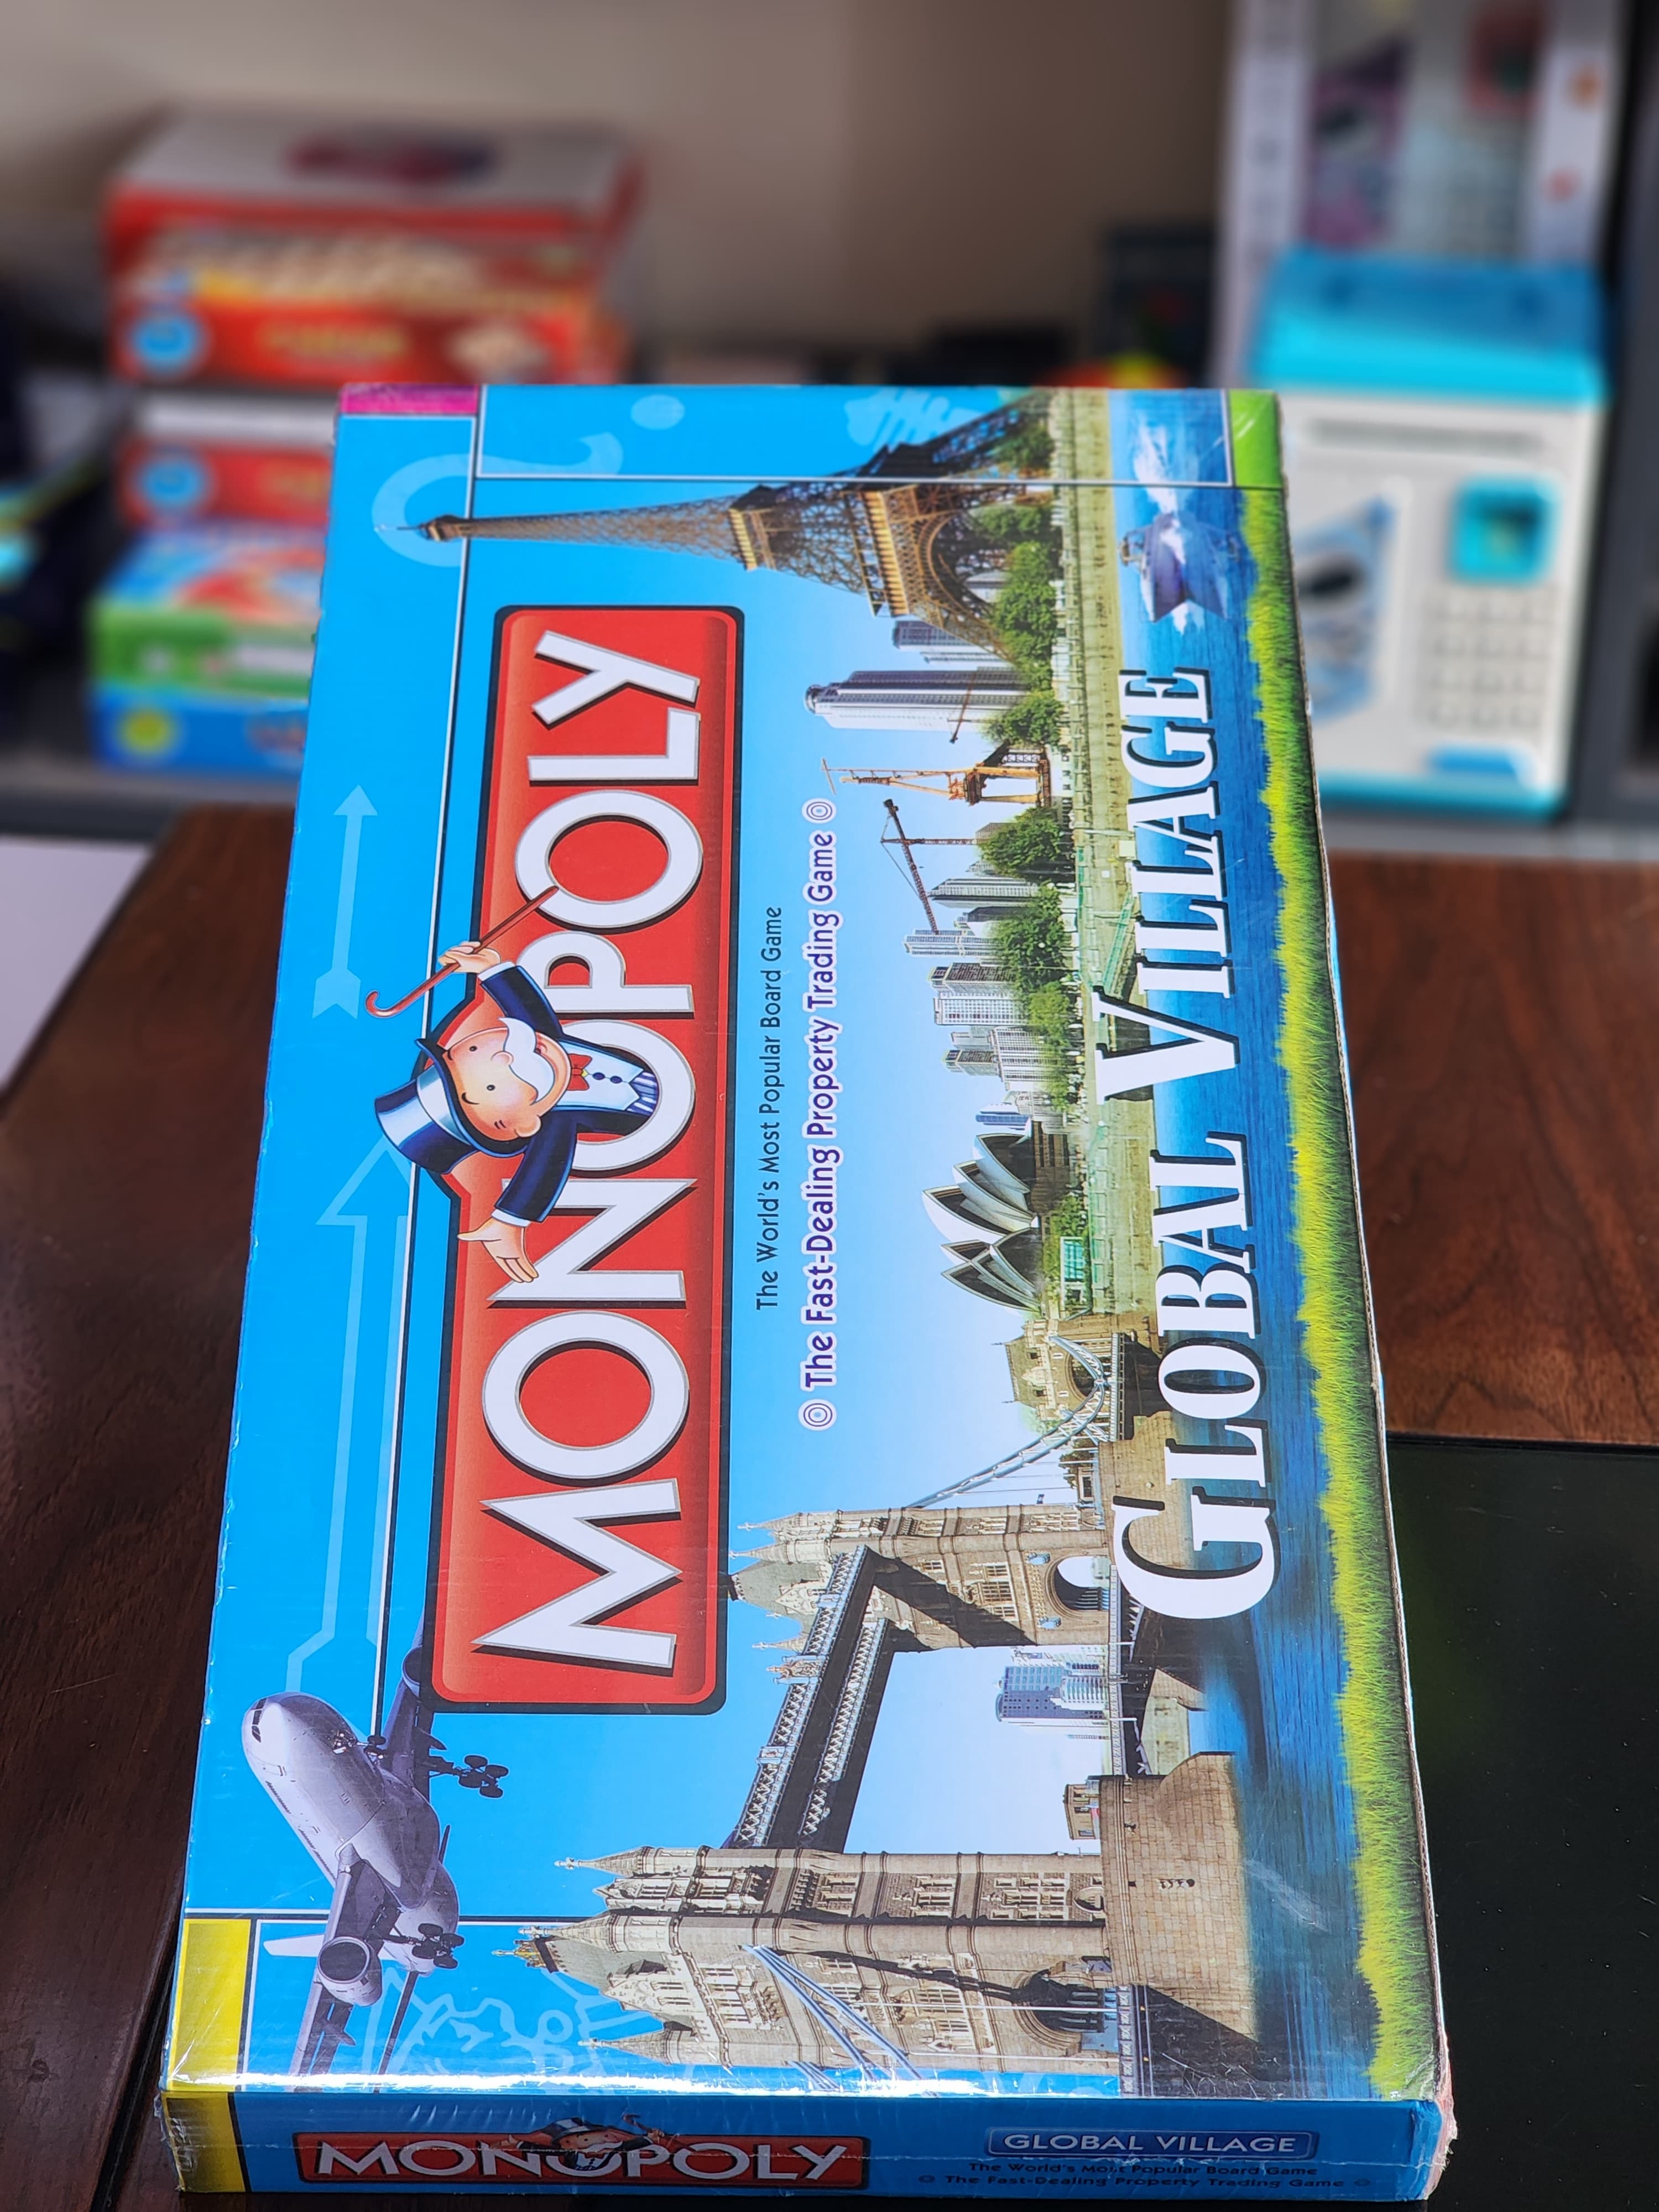 MONOPOLY
The World's Most Popular Board Game
The Fast-Dealing Property Trading Game
GLOBAL VILLAGE
MONOPOLY
GLOBAL VILLAGE
The World's Most Popular Board Game
The Fast-Dealing Property Trading Game